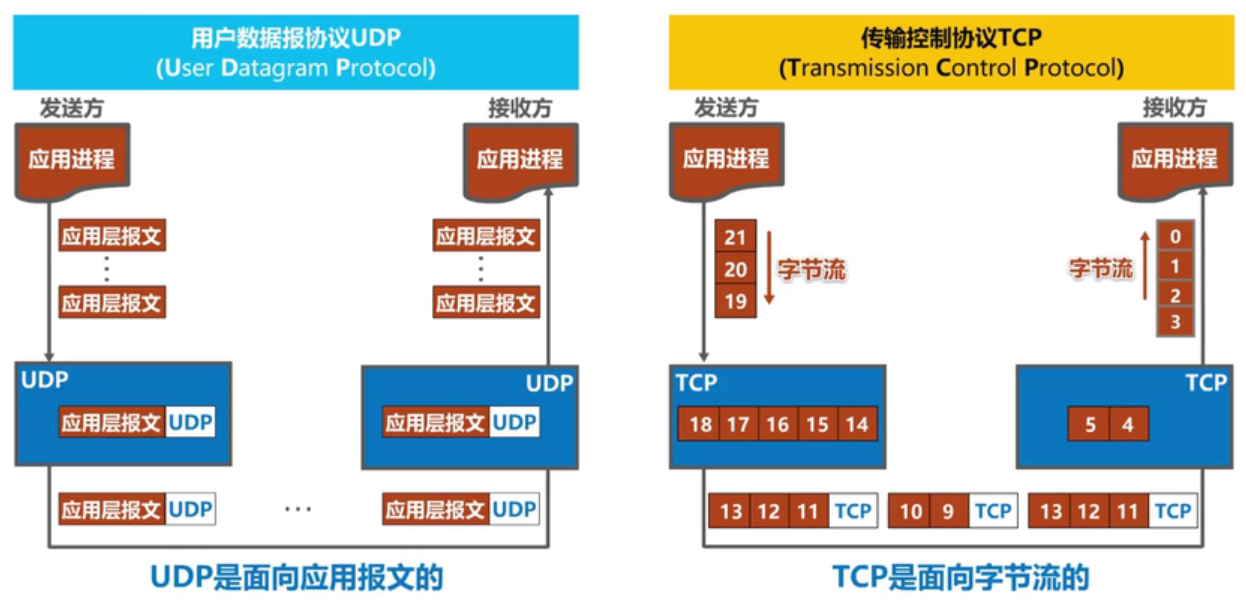 用户数据报协议UDP
(User Datagram Protocol)
发送方
接收方
应用进程
应用进程
应用层报文
应用层报文
应用层报文
应用层报文
UDP
应用层报文 UDP
UDP
应用层报文 UDP
应用层报文 UDP
...
应用层报文 UDP
UDP是面向应用报文的
传输控制协议TCP
(Transmission Control Protocol)
发送方
接收方
应用进程
应用进程
21
20
19
字节流
字节流
0
1
2
3
TCP
18 17 16 15 14
TCP
5 4
13 12 11 TCP
10 9 TCP
13 12 11 TCP
TCP是面向字节流的